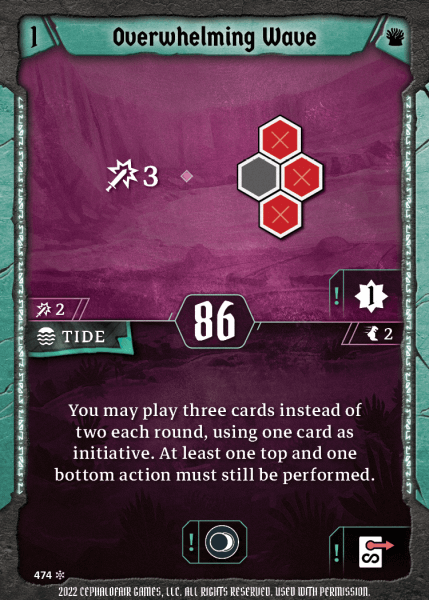 1
Overwhelming Wave
3
1
2
86
TIDE
2
You may play three cards instead of
two each round, using one card as
initiative. At least one top and one
bottom action must still be performed.
!
!
!
474
2022 CEPHALOFAIR GAMES, LLC. ALL RIGHTS RESERVED. USED WITH PERMISSION.